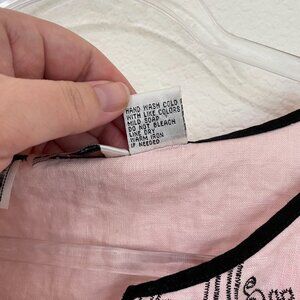 HAND WASH COLD
WITH LIKE COLORS
MILD SOAP
DO NOT BLEACH
LINE DRY
WARM IRON
IF NEEDED